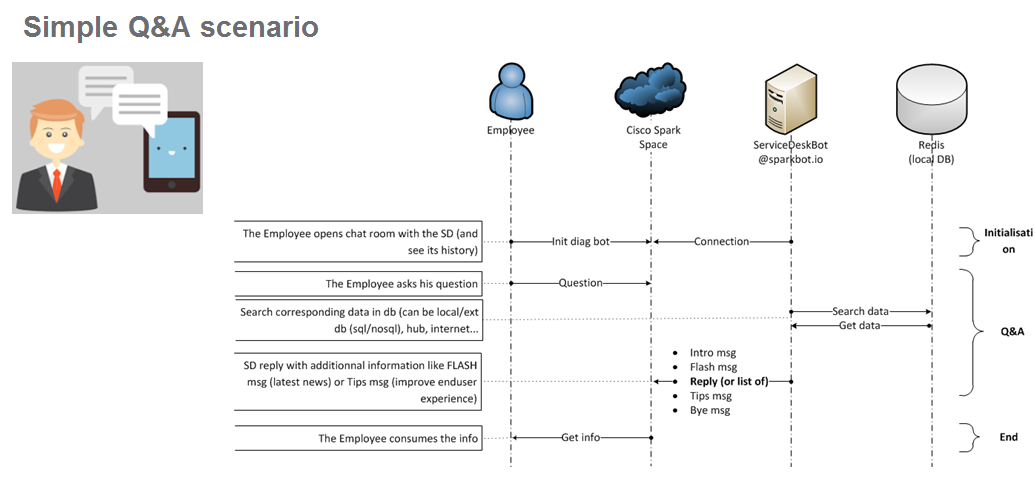 Simple Q&A scenario
Employee
Cisco Spark
Space
ServiceDeskBot
@sparkbot.io
Redis
(local DB)
The Employee opens chat room with the SD (and
see its history)
Init diag bot
Connection
Initialisati
on
The Employee asks his question
Question
Search corresponding data in db (can be local/ext
db (sql/nosql), hub, internet...
Search data
Get data
Q&A
SD reply with additionnal information like FLASH
msg (latest news) or Tips msg (improve enduser
experience)
● Intro msg
● Flash msg
● Reply (or list of)
● Tips msg
● Bye msg
The Employee consumes the info
Get info
End